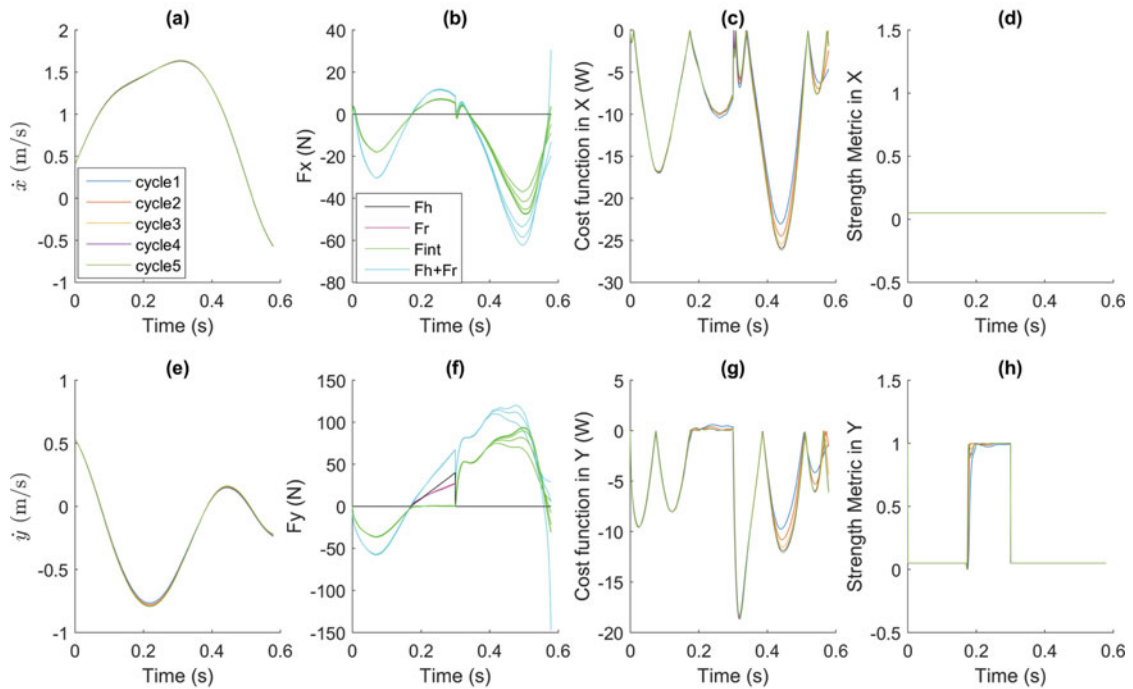 (a)
2
1.5
1
0.5
0
-0.5
-1
ẋ (m/s)
cycle1
cycle2
cycle3
cycle4
cycle5
0 0.2 0.4 0.6
Time (s)
(b)
40
20
0
-20
-40
-60
-80
Fx (N)
Fh
Fr
Fint
Fh+Fr
0 0.2 0.4 0.6
Time (s)
(c)
0
-5
-10
-15
-20
-25
-30
Cost function in X (W)
0 0.2 0.4 0.6
Time (s)
(d)
1.5
1
0.5
0
-0.5
Strength Metric in X
0 0.2 0.4 0.6
Time (s)
(e)
1
0.5
0
-0.5
-1
ẏ (m/s)
0 0.2 0.4 0.6
Time (s)
(f)
150
100
50
0
-50
-100
-150
Fy (N)
0 0.2 0.4 0.6
Time (s)
(g)
5
0
-5
-10
-15
-20
Cost function in Y (W)
0 0.2 0.4 0.6
Time (s)
(h)
1.5
1
0.5
0
-0.5
Strength Metric in Y
0 0.2 0.4 0.6
Time (s)